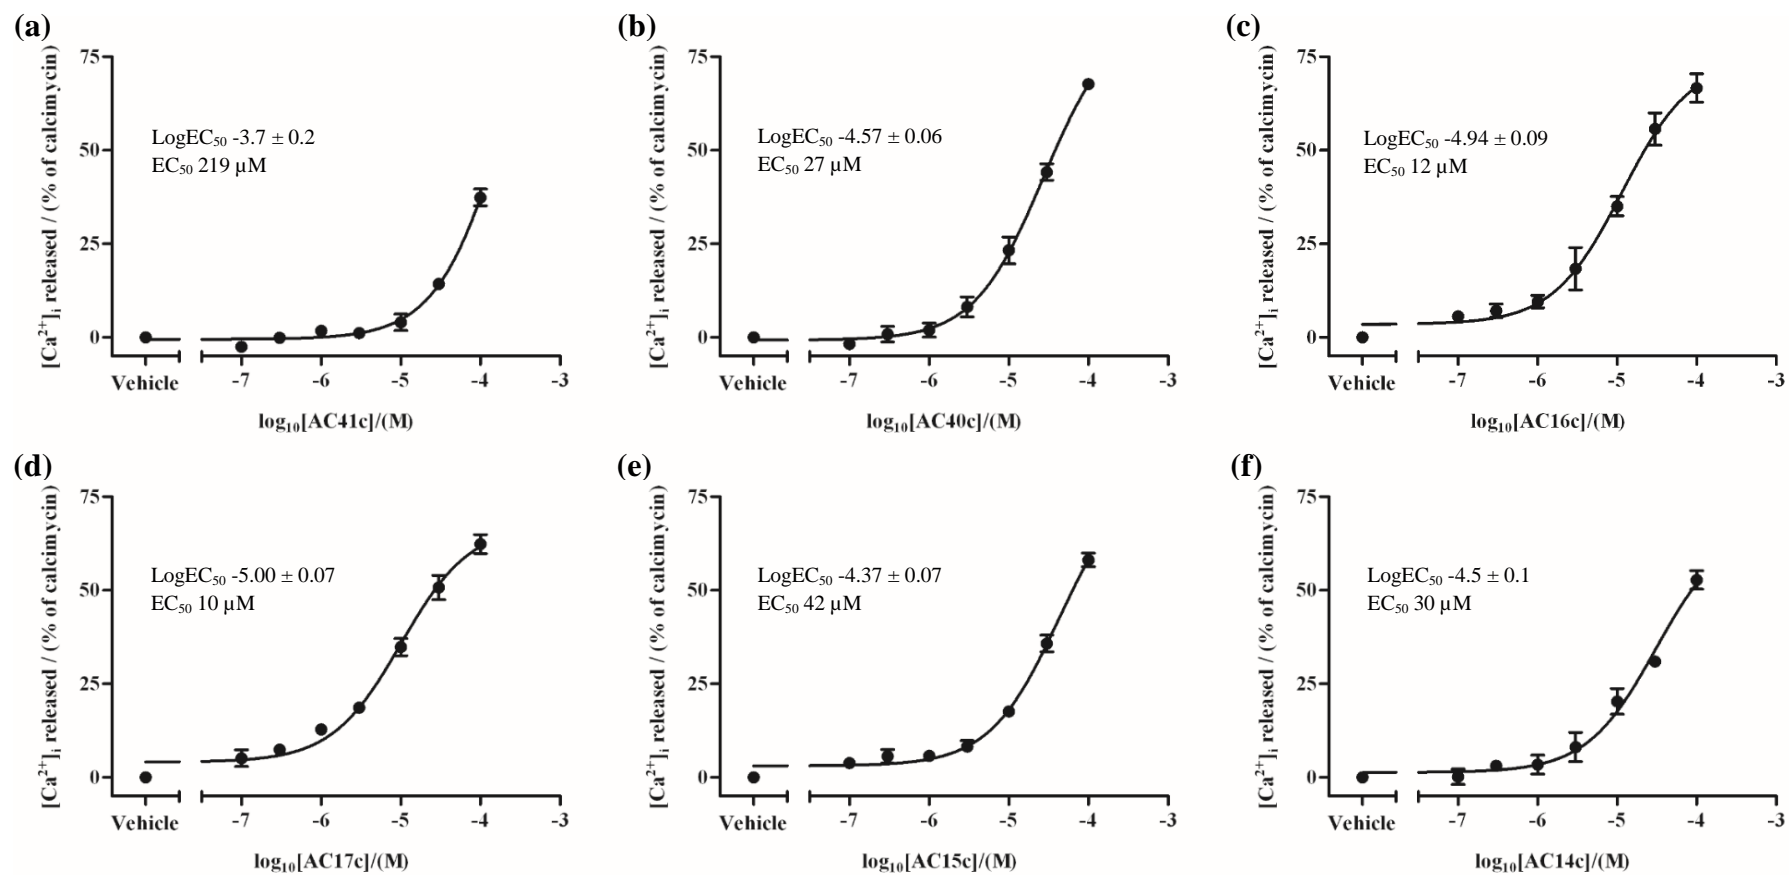 (a)
[Ca²⁺]ᵢ released / (% of calcimycin)
75
50
25
0
LogEC₅₀ -3.7 ± 0.2
EC₅₀ 219 µM
Vehicle -7 -6 -5 -4 -3
log₁₀[AC41c]/(M)
(b)
[Ca²⁺]ᵢ released / (% of calcimycin)
75
50
25
0
LogEC₅₀ -4.57 ± 0.06
EC₅₀ 27 µM
Vehicle -7 -6 -5 -4 -3
log₁₀[AC40c]/(M)
(c)
[Ca²⁺]ᵢ released / (% of calcimycin)
75
50
25
0
LogEC₅₀ -4.94 ± 0.09
EC₅₀ 12 µM
Vehicle -7 -6 -5 -4 -3
log₁₀[AC16c]/(M)
(d)
[Ca²⁺]ᵢ released / (% of calcimycin)
75
50
25
0
LogEC₅₀ -5.00 ± 0.07
EC₅₀ 10 µM
Vehicle -7 -6 -5 -4 -3
log₁₀[AC17c]/(M)
(e)
[Ca²⁺]ᵢ released / (% of calcimycin)
75
50
25
0
LogEC₅₀ -4.37 ± 0.07
EC₅₀ 42 µM
Vehicle -7 -6 -5 -4 -3
log₁₀[AC15c]/(M)
(f)
[Ca²⁺]ᵢ released / (% of calcimycin)
75
50
25
0
LogEC₅₀ -4.5 ± 0.1
EC₅₀ 30 µM
Vehicle -7 -6 -5 -4 -3
log₁₀[AC14c]/(M)